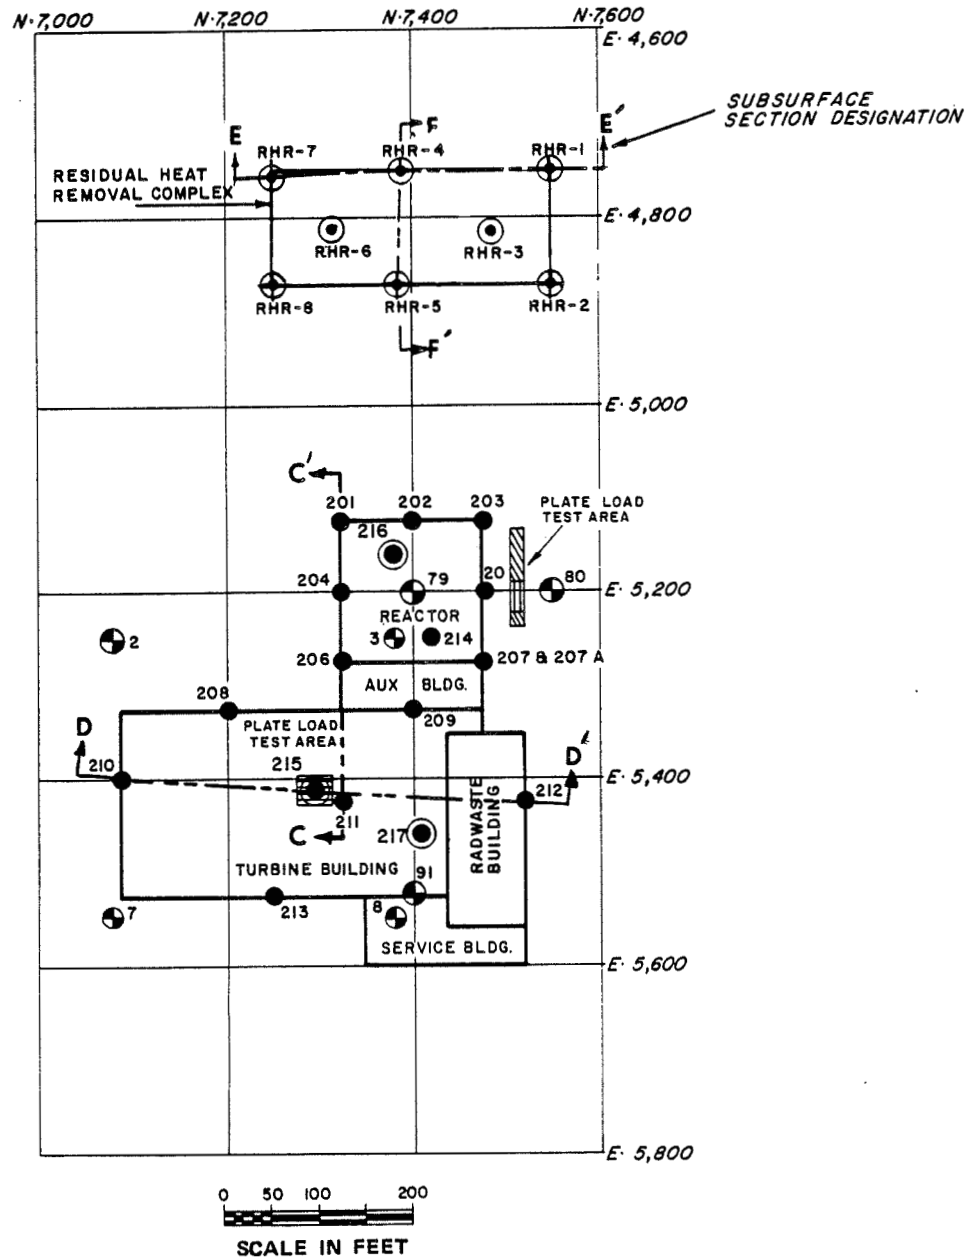 N·7,000 N·7,200 N·7,400 N·7,600
E· 4,600
SUBSURFACE
SECTION DESIGNATION
E F E′
RHR-7 RHR-4 RHR-1
RESIDUAL HEAT
REMOVAL COMPLEX
E· 4,800
RHR-6 RHR-3
RHR-8 RHR-5 RHR-2
F′
E· 5,000
C′
201 202 203
PLATE LOAD
TEST AREA
216
204 79 20 80
E· 5,200
REACTOR
2 3 214
206 207 & 207 A
AUX BLDG.
208 209
D PLATE LOAD
TEST AREA
D′
210 215 212
E· 5,400
211
RADWASTE
BUILDING
C 217
TURBINE BUILDING 91
7 213 8
SERVICE BLDG.
E· 5,600
E· 5,800
0 50 100 200
SCALE IN FEET